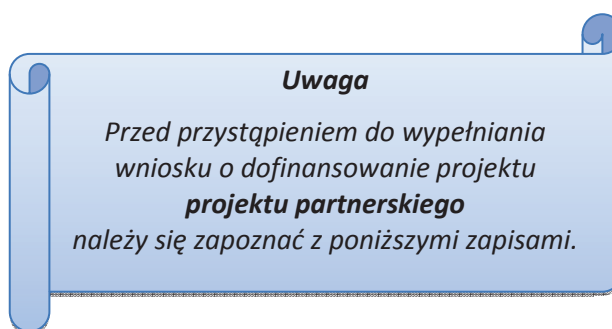 Uwaga
Przed przystąpieniem do wypełniania
wniosku o dofinansowanie projektu
projektu partnerskiego
należy się zapoznać z poniższymi zapisami.